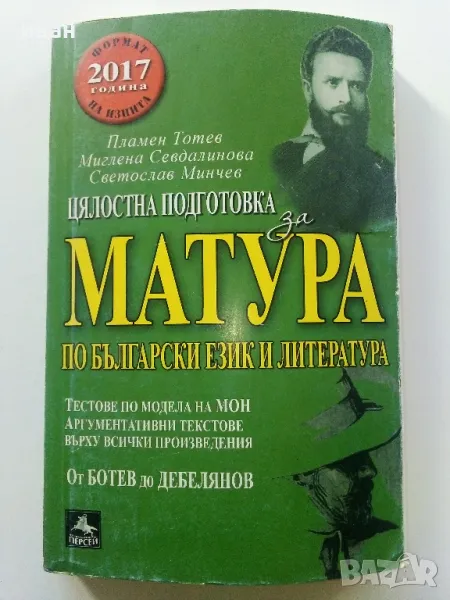 ФОРМАТ
2017
година
НА ИЗПИТА
Пламен Тотев
Миглена Севдалинова
Светослав Минчев
ЦЯЛОСТНА ПОДГОТОВКА
за
МАТУРА
ПО БЪЛГАРСКИ ЕЗИК И ЛИТЕРАТУРА
ТЕСТОВЕ ПО МОДЕЛА НА МОН
АРГУМЕНТАТИВНИ ТЕКСТОВЕ
ВЪРХУ ВСИЧКИ ПРОИЗВЕДЕНИЯ
От БОТЕВ до ДЕБЕЛЯНОВ
ПЕРСЕЙ
BAZAR